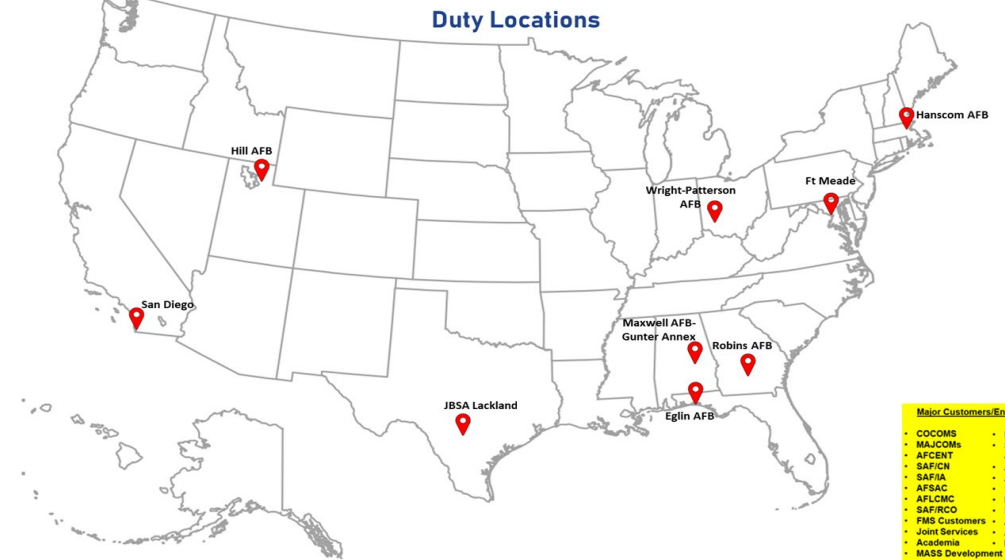 Duty Locations
Hanscom AFB
Hill AFB
Ft Meade
Wright-Patterson
AFB
San Diego
Maxwell AFB-
Gunter Annex
Robins AFB
JBSA Lackland
Eglin AFB
Major Customers/En
• COCOMS •
• MAJCOMs •
• AFCENT
• SAF/CN •
• SAF/IA •
• AFSAC •
• AFLCMC •
• SAF/RCO •
• FMS Customers •
• Joint Services •
• Academia •
• MASS Development